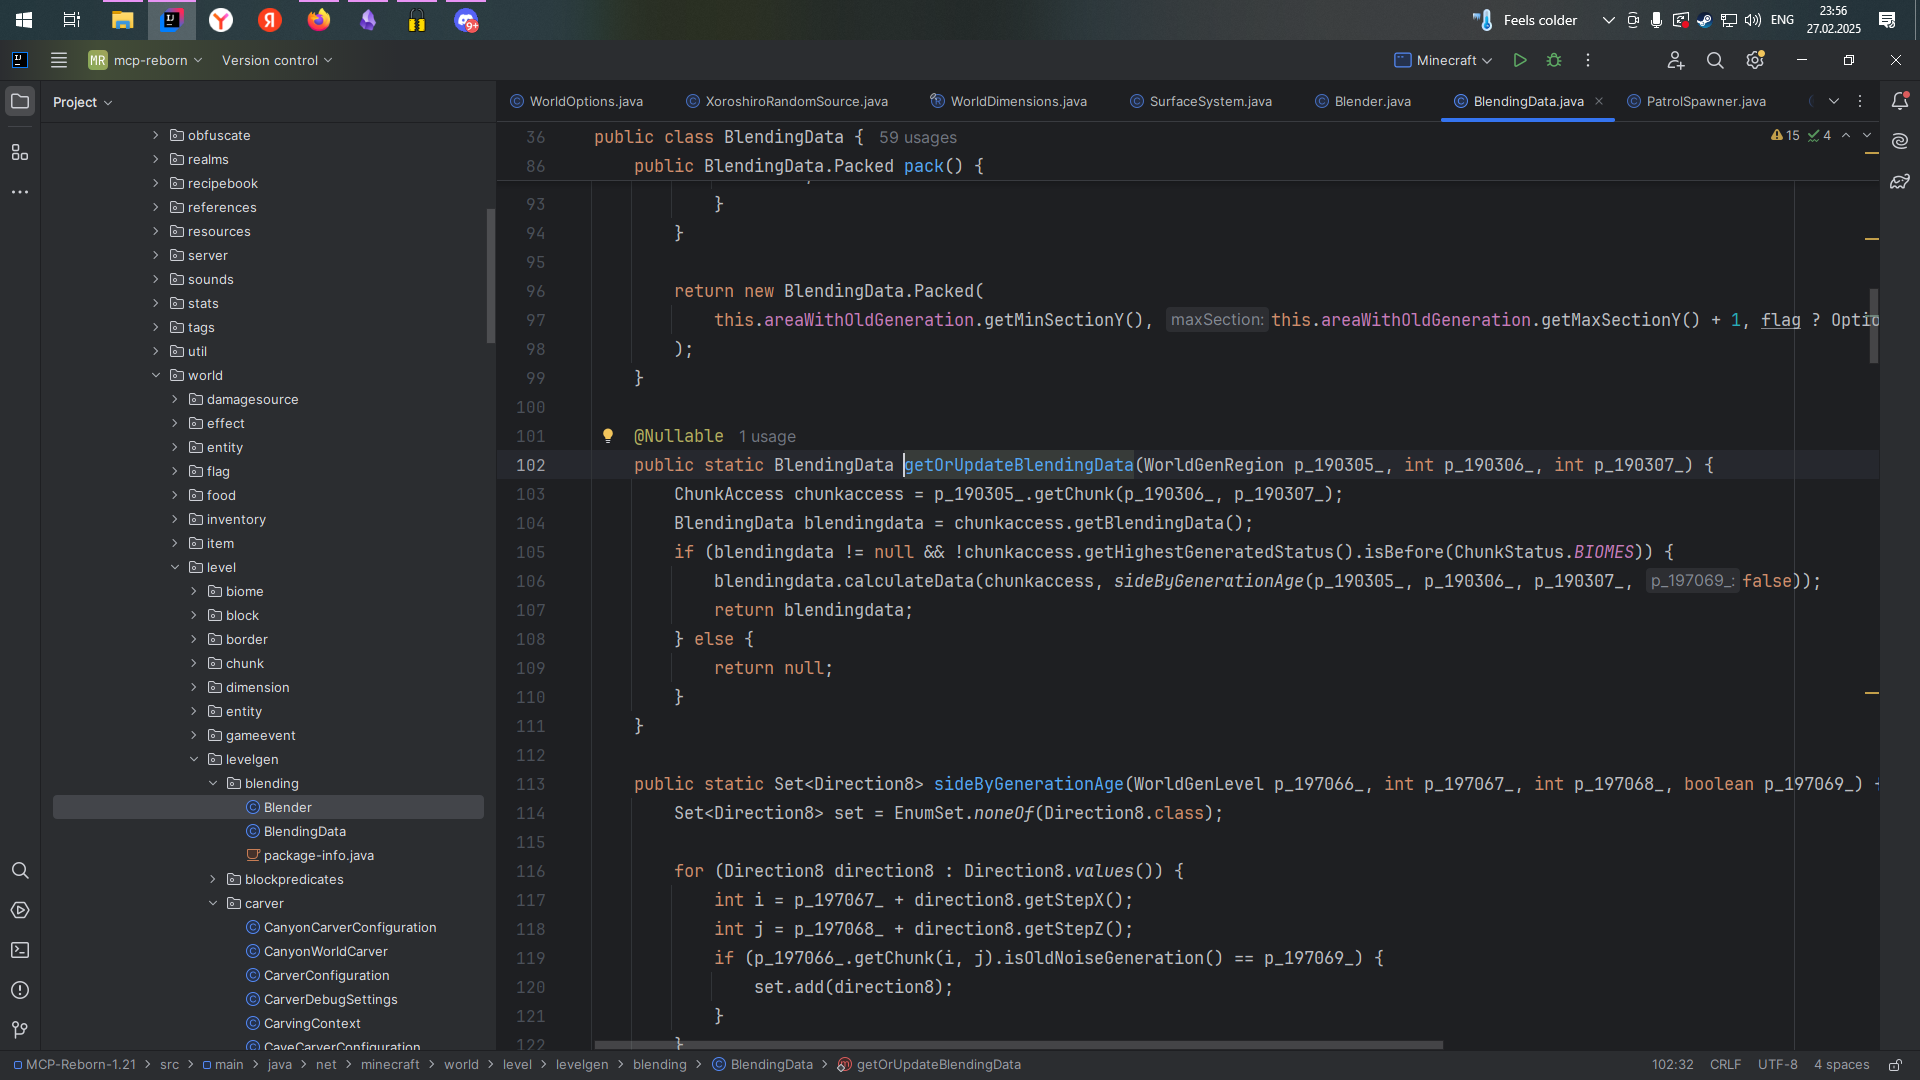 Feels colder
ENG
23:56
27.02.2025
MR
mcp-reborn
Version control
Minecraft
Project
WorldOptions.java
XoroshiroRandomSource.java
WorldDimensions.java
SurfaceSystem.java
Blender.java
BlendingData.java
PatrolSpawner.java
obfuscate
realms
recipebook
references
resources
server
sounds
stats
tags
util
world
damagesource
effect
entity
flag
food
inventory
item
level
biome
block
border
chunk
dimension
entity
gameevent
levelgen
blending
Blender
BlendingData
package-info.java
blockpredicates
carver
CanyonCarverConfiguration
CanyonWorldCarver
CarverConfiguration
CarverDebugSettings
CarvingContext
CaveCarverConfiguration
15 4
36 public class BlendingData { 59 usages
86 public BlendingData.Packed pack() {
93 }
94 }
95
96 return new BlendingData.Packed(
97 this.areaWithOldGeneration.getMinSectionY(), maxSection: this.areaWithOldGeneration.getMaxSectionY() + 1, flag ? Optio
98 );
99 }
100
101 @Nullable 1 usage
102 public static BlendingData getOrUpdateBlendingData(WorldGenRegion p_190305_, int p_190306_, int p_190307_) {
103 ChunkAccess chunkaccess = p_190305_.getChunk(p_190306_, p_190307_);
104 BlendingData blendingdata = chunkaccess.getBlendingData();
105 if (blendingdata != null && !chunkaccess.getHighestGeneratedStatus().isBefore(ChunkStatus.BIOMES)) {
106 blendingdata.calculateData(chunkaccess, sideByGenerationAge(p_190305_, p_190306_, p_190307_, p_197069_: false));
107 return blendingdata;
108 } else {
109 return null;
110 }
111 }
112
113 public static Set<Direction8> sideByGenerationAge(WorldGenLevel p_197066_, int p_197067_, int p_197068_, boolean p_197069_) {
114 Set<Direction8> set = EnumSet.noneOf(Direction8.class);
115
116 for (Direction8 direction8 : Direction8.values()) {
117 int i = p_197067_ + direction8.getStepX();
118 int j = p_197068_ + direction8.getStepZ();
119 if (p_197066_.getChunk(i, j).isOldNoiseGeneration() == p_197069_) {
120 set.add(direction8);
121 }
122 }
MCP-Reborn-1.21 > src > main > java > net > minecraft > world > level > levelgen > blending > BlendingData > getOrUpdateBlendingData
102:32 CRLF UTF-8 4 spaces